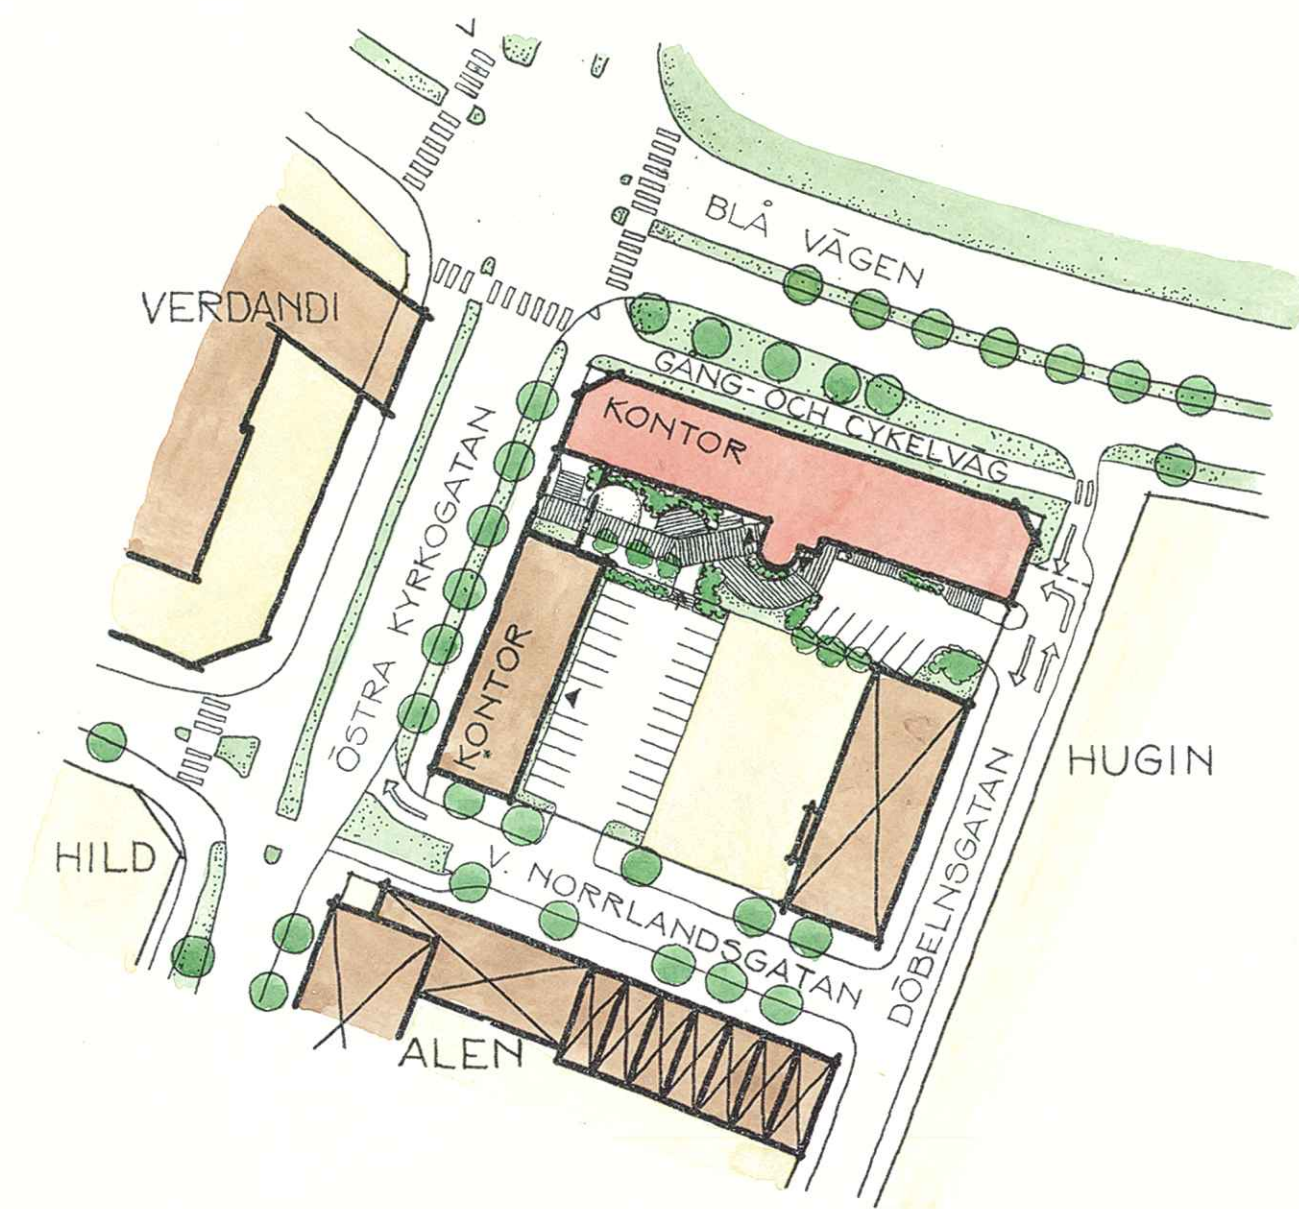 BLÅ VÄGEN
VERDANDI
GÅNG- OCH CYKELVÄG
KONTOR
ÖSTRA KYRKOGATAN
KONTOR
HUGIN
HILD
V. NORRLANDSGATAN
DÖBELNSGATAN
ALEN